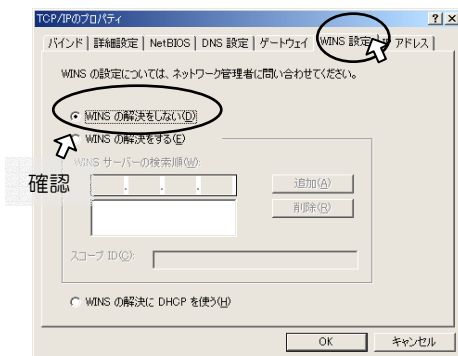 TCP/IPのプロパティ
バインド 詳細設定 NetBIOS DNS 設定 ゲートウェイ WINS 設定 IP アドレス
WINS の設定については、ネットワーク管理者に問い合わせてください。
WINS の解決をしない(D)
WINS の解決をする(E)
WINS サーバーの検索順(W):
確認
追加(A)
削除(R)
スコープ ID(C):
WINS の解決に DHCP を使う(H)
OK キャンセル